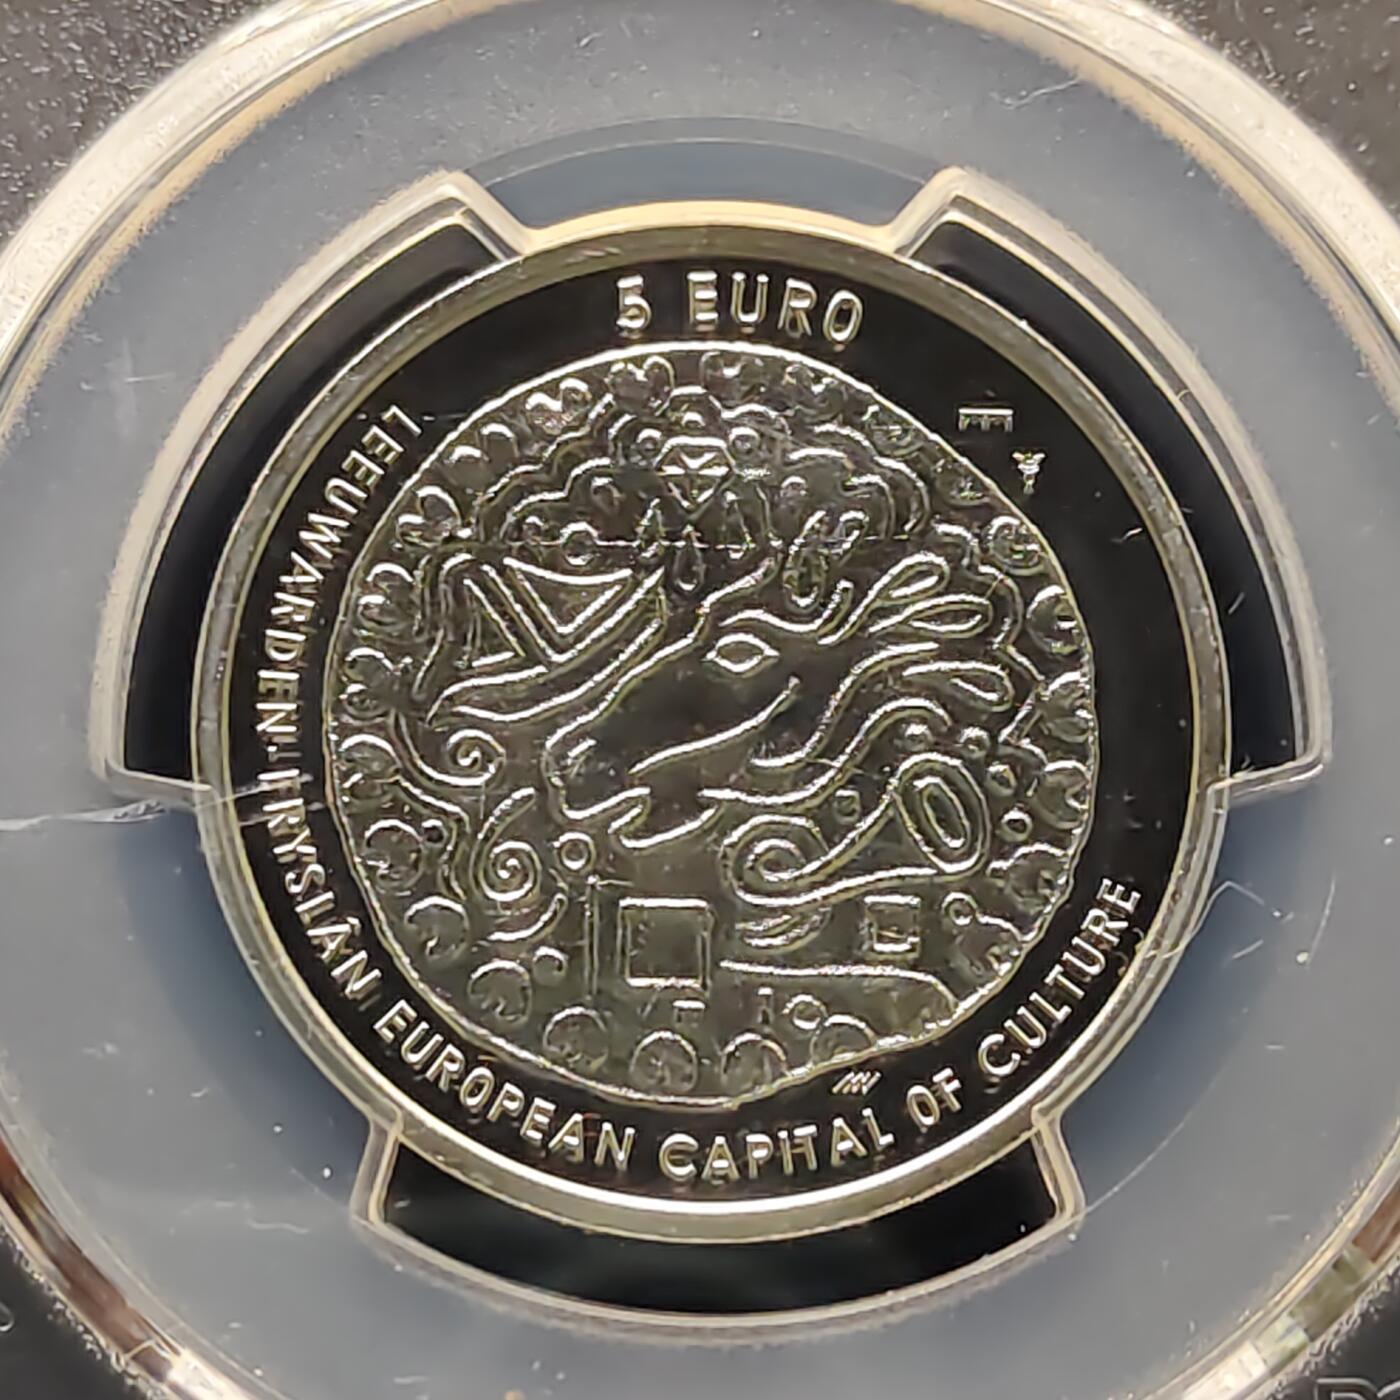 5 EURO
LEEUWARDEN-FRYSLÂN EUROPEAN CAPITAL OF CULTURE